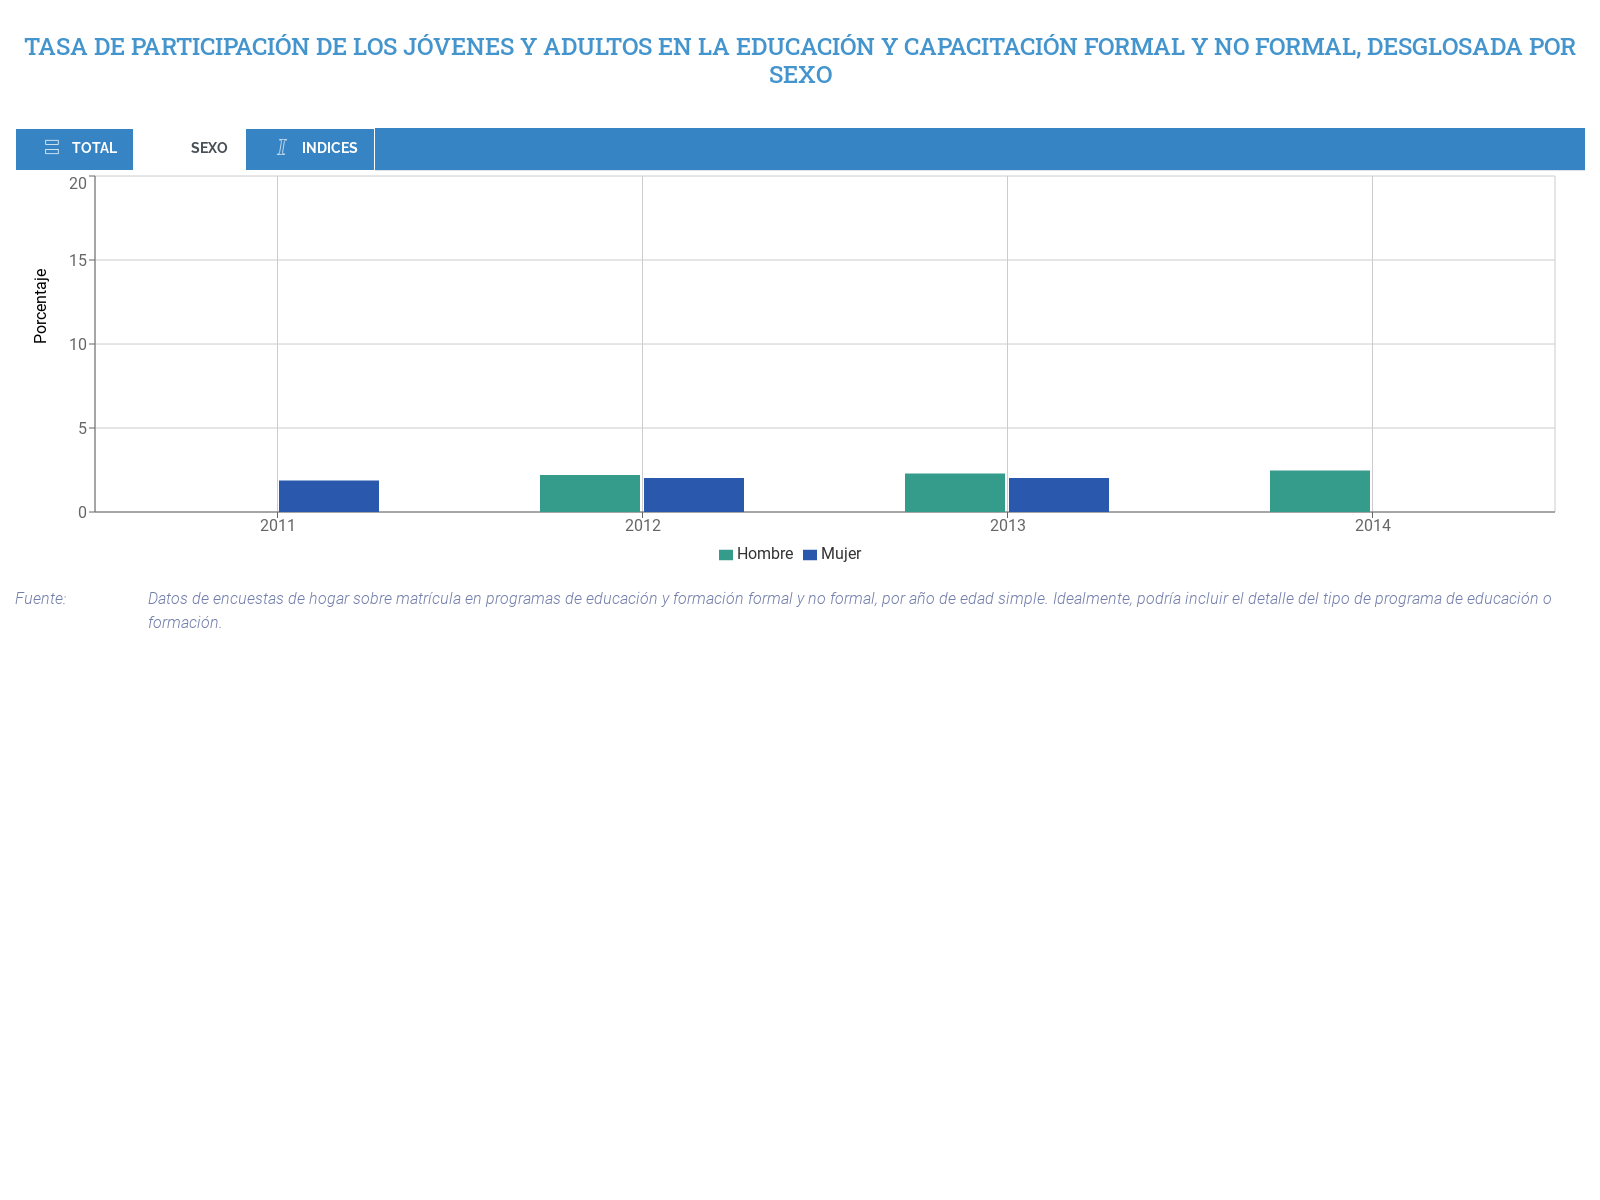 TASA DE PARTICIPACIÓN DE LOS JÓVENES Y ADULTOS EN LA EDUCACIÓN Y CAPACITACIÓN FORMAL Y NO FORMAL, DESGLOSADA POR
SEXO
TOTAL SEXO INDICES
20
15
10
5
0
Porcentaje
2011 2012 2013 2014
Hombre Mujer
Fuente: Datos de encuestas de hogar sobre matrícula en programas de educación y formación formal y no formal, por año de edad simple. Idealmente, podría incluir el detalle del tipo de programa de educación o
formación.